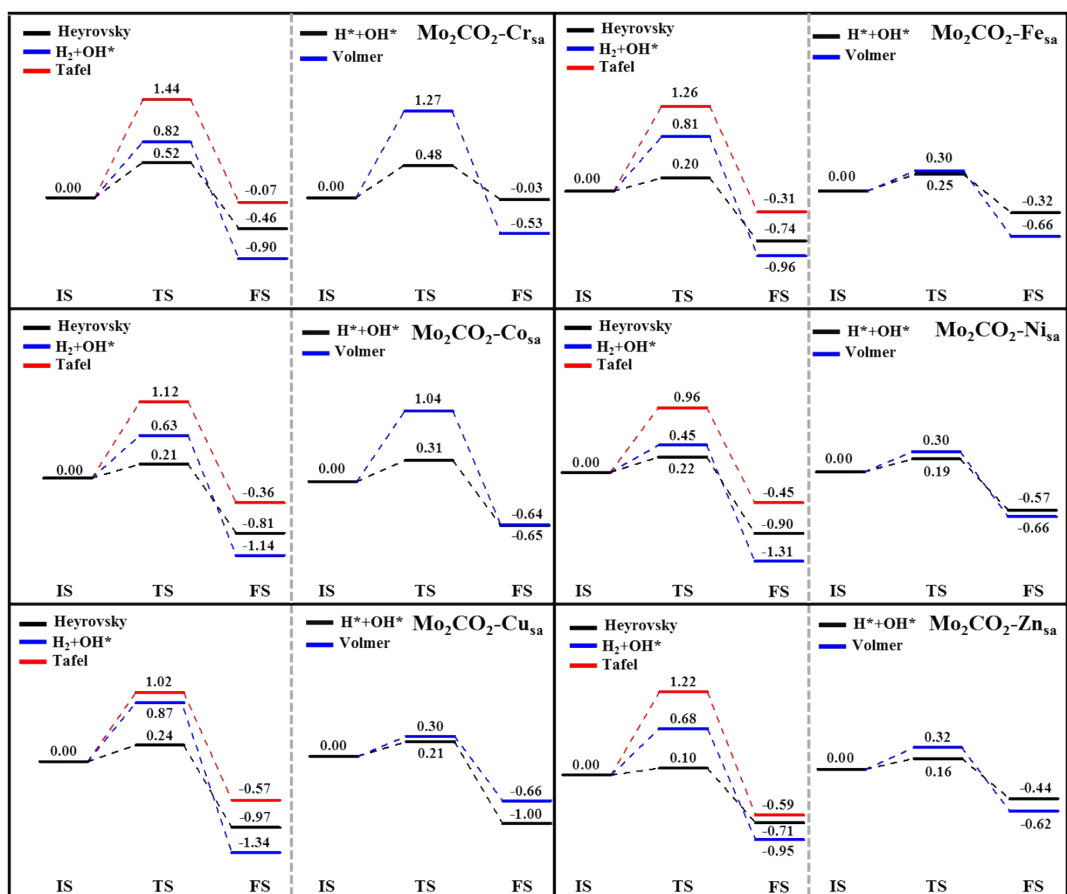 Heyrovsky
H₂+OH*
Tafel
1.44
0.82
0.52
0.00
-0.07
-0.46
-0.90
IS TS FS
H*+OH* Mo₂CO₂-Crₛₐ
Volmer
1.27
0.48
0.00
-0.03
-0.53
IS TS FS
Heyrovsky
H₂+OH*
Tafel
1.26
0.81
0.20
0.00
-0.31
-0.74
-0.96
IS TS FS
H*+OH* Mo₂CO₂-Feₛₐ
Volmer
0.30
0.00
0.25
-0.32
-0.66
IS TS FS
Heyrovsky
H₂+OH*
Tafel
1.12
0.63
0.21
0.00
-0.36
-0.81
-1.14
IS TS FS
H*+OH* Mo₂CO₂-Coₛₐ
Volmer
1.04
0.31
0.00
-0.64
-0.65
IS TS FS
Heyrovsky
H₂+OH*
Tafel
0.96
0.45
0.00
0.22
-0.45
-0.90
-1.31
IS TS FS
H*+OH* Mo₂CO₂-Niₛₐ
Volmer
0.30
0.00
0.19
-0.57
-0.66
IS TS FS
Heyrovsky
H₂+OH*
Tafel
1.02
0.87
0.24
0.00
-0.57
-0.97
-1.34
IS TS FS
H*+OH* Mo₂CO₂-Cuₛₐ
Volmer
0.30
0.00
0.21
-0.66
-1.00
IS TS FS
Heyrovsky
H₂+OH*
Tafel
1.22
0.68
0.10
0.00
-0.59
-0.71
-0.95
IS TS FS
H*+OH* Mo₂CO₂-Znₛₐ
Volmer
0.32
0.00
0.16
-0.44
-0.62
IS TS FS